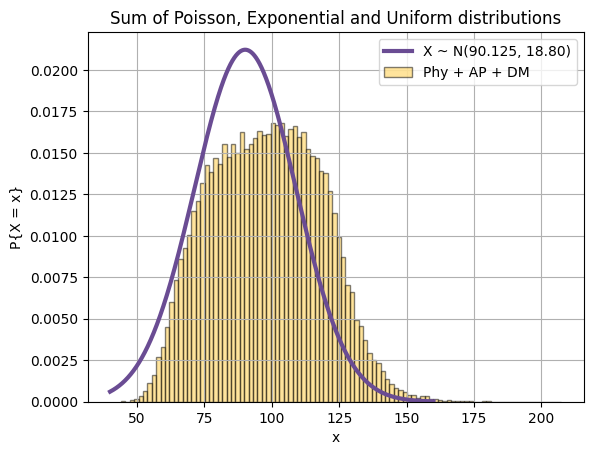 Sum of Poisson, Exponential and Uniform distributions
X ~ N(90.125, 18.80)
Phy + AP + DM
P{X = x}
0.0200
0.0175
0.0150
0.0125
0.0100
0.0075
0.0050
0.0025
0.0000
50 75 100 125 150 175 200
x